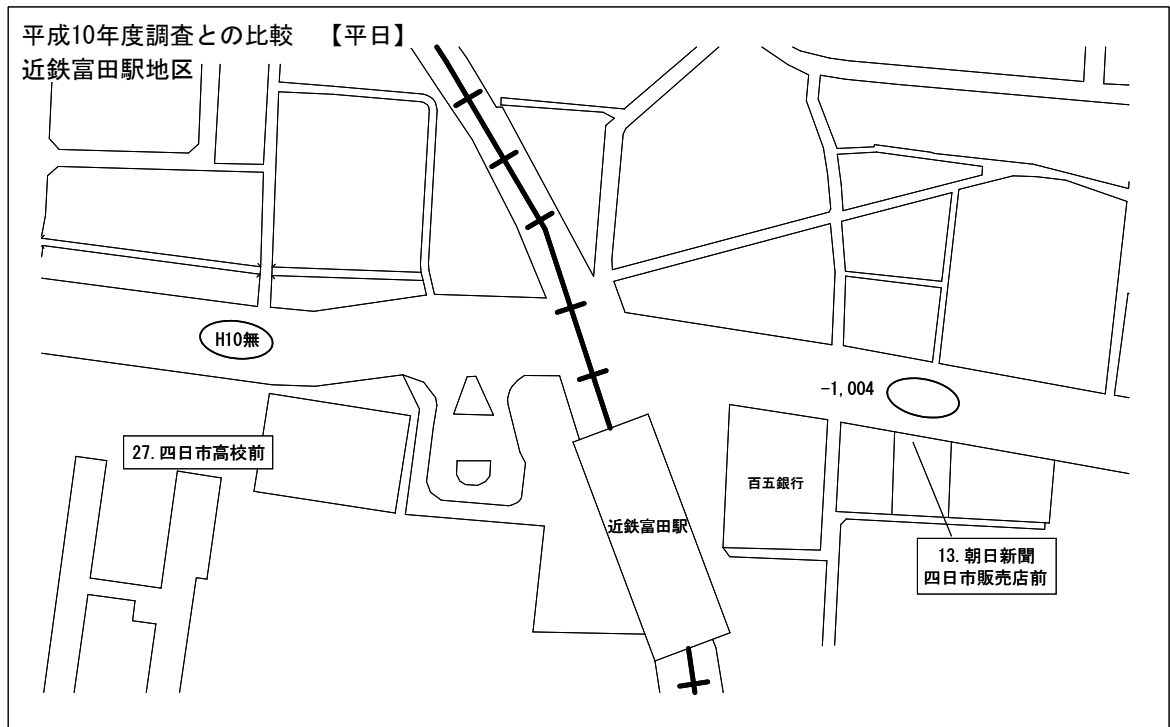 平成10年度調査との比較　【平日】
近鉄富田駅地区
H10無
-1,004
27.四日市高校前
百五銀行
近鉄富田駅
13.朝日新聞
四日市販売店前